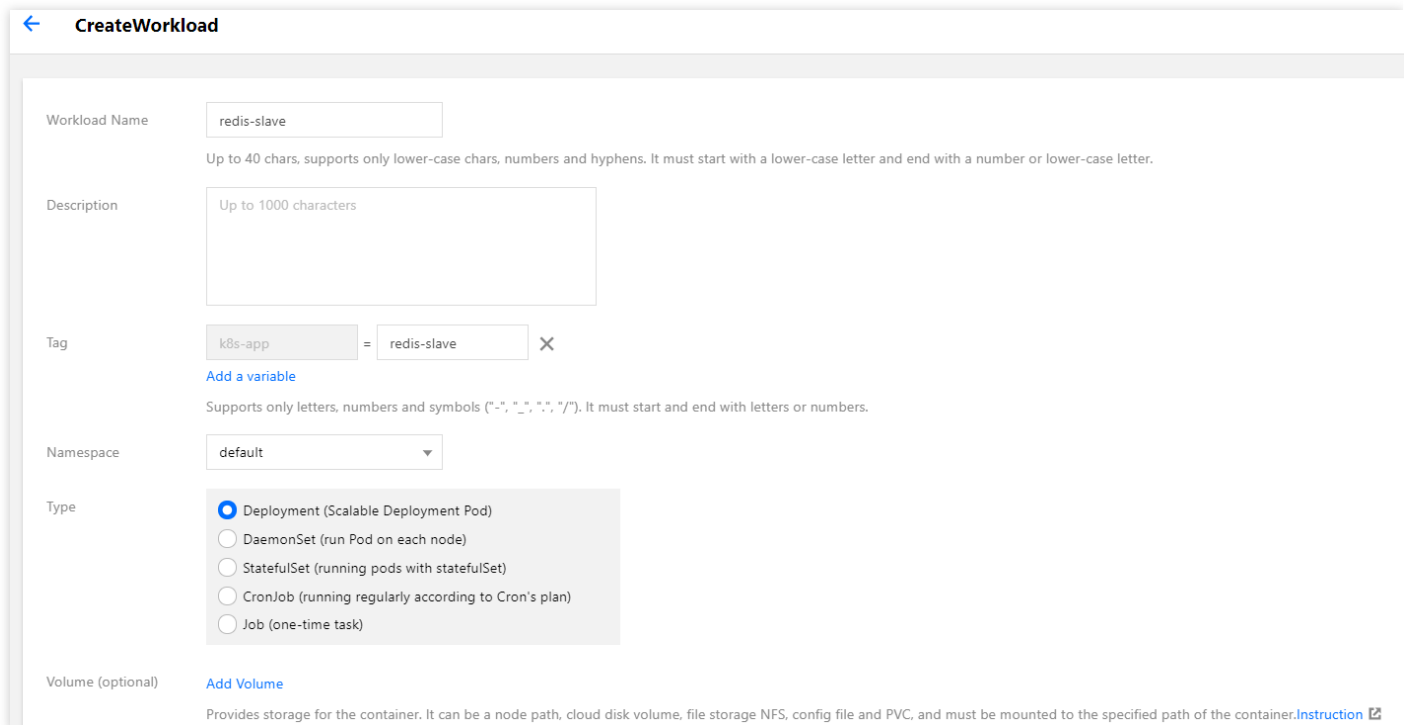 CreateWorkload
Workload Name
redis-slave
Up to 40 chars, supports only lower-case chars, numbers and hyphens. It must start with a lower-case letter and end with a number or lower-case letter.
Description
Up to 1000 characters
Tag
k8s-app = redis-slave
Add a variable
Supports only letters, numbers and symbols ("-", "_", ".", "/"). It must start and end with letters or numbers.
Namespace
default
Type
Deployment (Scalable Deployment Pod)
DaemonSet (run Pod on each node)
StatefulSet (running pods with statefulSet)
CronJob (running regularly according to Cron's plan)
Job (one-time task)
Volume (optional)
Add Volume
Provides storage for the container. It can be a node path, cloud disk volume, file storage NFS, config file and PVC, and must be mounted to the specified path of the container.Instruction